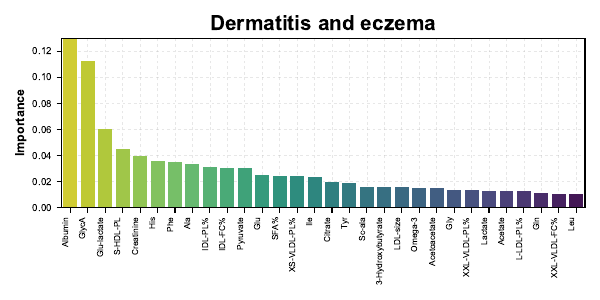 Dermatitis and eczema
Importance
0.12
0.10
0.08
0.06
0.04
0.02
0.00
Albumin
GlycA
Glu-lactate
S-HDL-PL
Creatinine
His
Phe
Ala
IDL-PL%
IDL-FC%
Pyruvate
Glu
SFA%
XS-VLDL-PL%
Ile
Citrate
Tyr
Sc-ala
3-Hydroxybutyrate
LDL-size
Omega-3
Acetoacetate
Gly
XXL-VLDL-PL%
Lactate
Acetate
L-LDL-PL%
Gln
XXL-VLDL-FC%
Leu